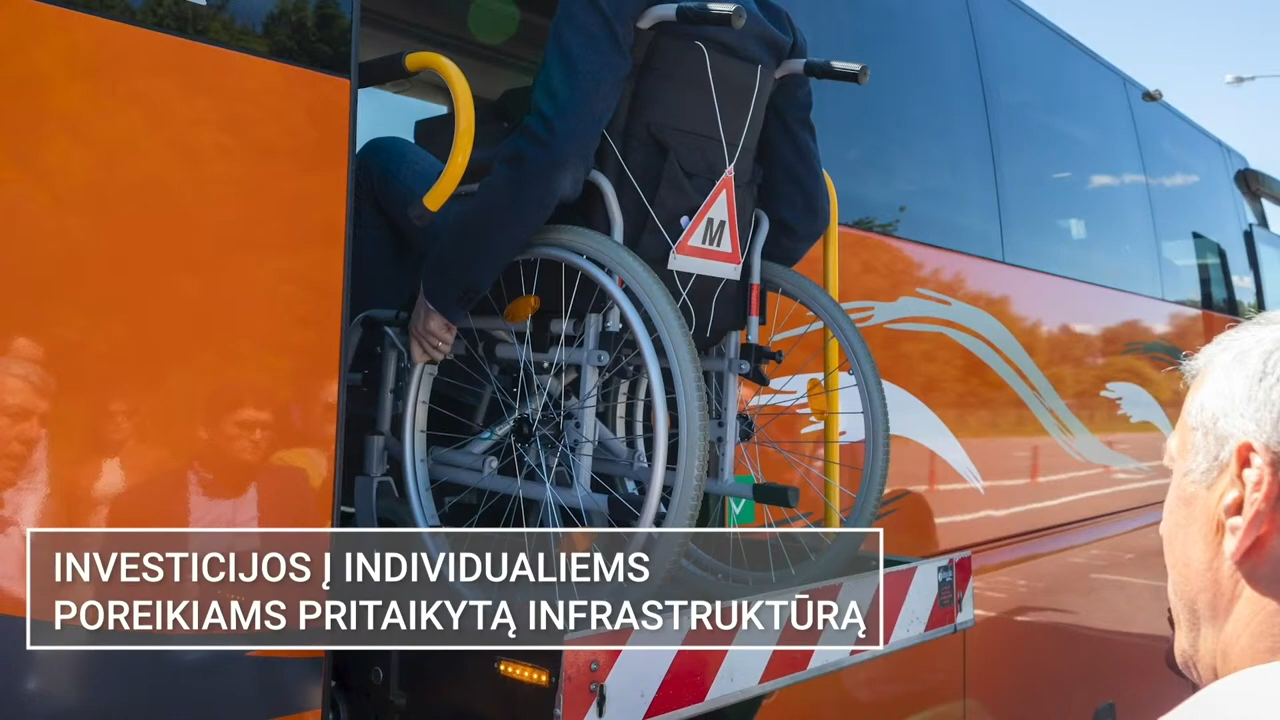 M
INVESTICIJOS Į INDIVIDUALIEMS
POREIKIAMS PRITAIKYTĄ INFRASTRUKTŪRĄ